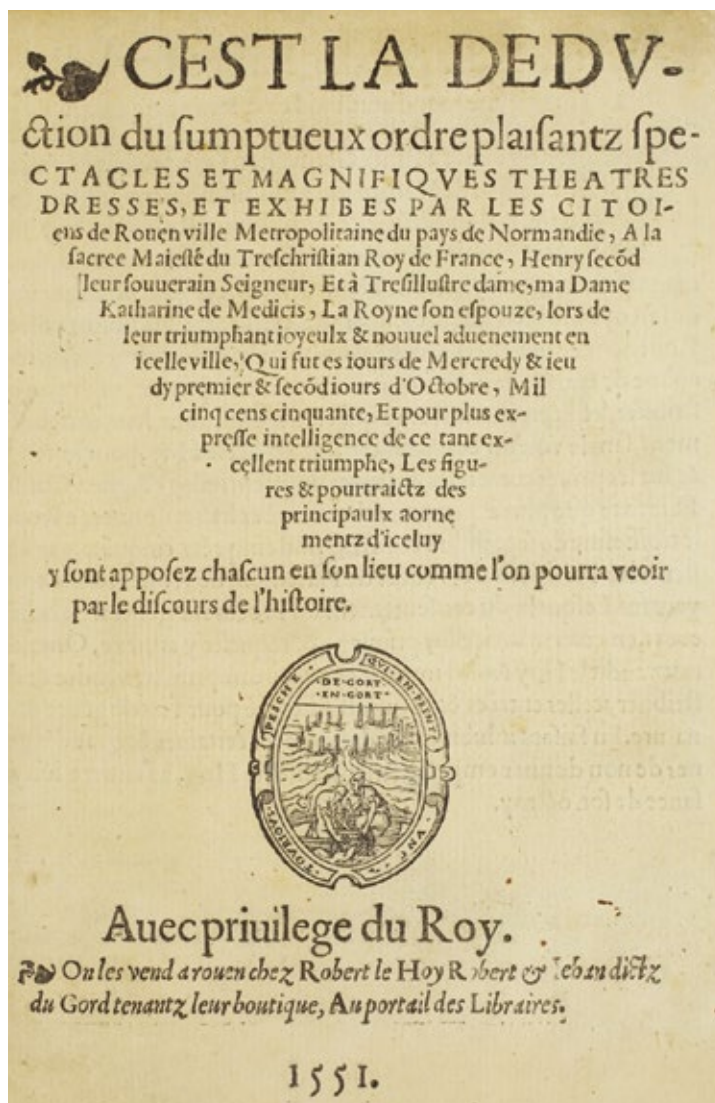 CEST LA DEDV-
ction du ſumptueux ordre plaiſantz ſpe-
CTACLES ET MAGNIFIQVES THEATRES
DRESSES, ET EXHIBES PAR LES CITOI-
ens de Rouen ville Metropolitaine du pays de Normandie, A la
ſacree Maieſté du Treſchriſtian Roy de France, Henry ſecõd
leur ſouuerain Seigneur, Et à Treſilluſtre dame, ma Dame
Katharine de Medicis, La Royne ſon eſpouze, lors de
leur triumphant ioyeulx & nouuel aduenement en
icelle ville, Qui fut es iours de Mercredy & ieu
dy premier & ſecõd iours d'Octobre, Mil
cinq cens cinquante, Et pour plus ex-
preſſe intelligence de ce tant ex-
cellent triumphe, Les figu-
res & pourtraictz des
principaulx aorne
mentz d'iceluy
y ſont appoſez chaſcun en ſon lieu comme l'on pourra veoir
par le diſcours de l'hiſtoire.
PESCHE QVI EN PRINT VNG
DE GORT
EN GORT
Auec priuilege du Roy.
On les vend a rouen chez Robert le Hoy Robert & Iehan dictz
du Gord tenantz leur boutique, Au portail des Libraires.
1551.